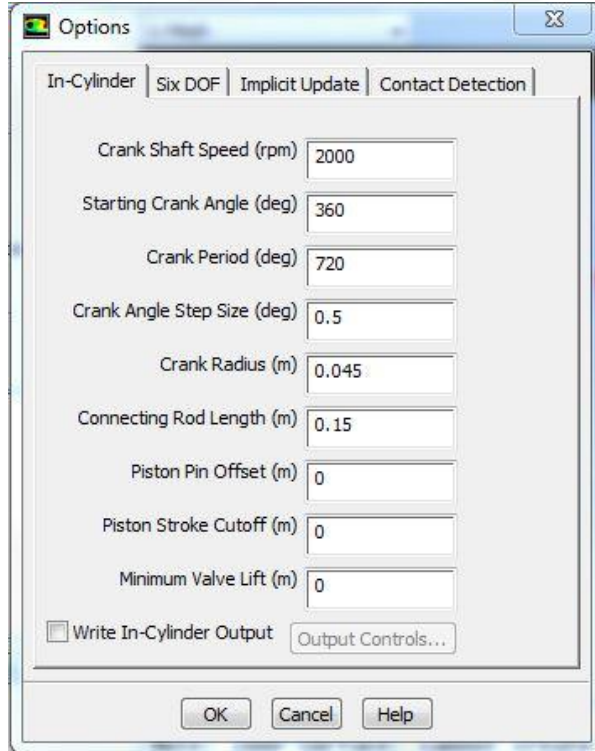 Options
In-Cylinder Six DOF Implicit Update Contact Detection
Crank Shaft Speed (rpm) 2000
Starting Crank Angle (deg) 360
Crank Period (deg) 720
Crank Angle Step Size (deg) 0.5
Crank Radius (m) 0.045
Connecting Rod Length (m) 0.15
Piston Pin Offset (m) 0
Piston Stroke Cutoff (m) 0
Minimum Valve Lift (m) 0
Write In-Cylinder Output Output Controls...
OK Cancel Help